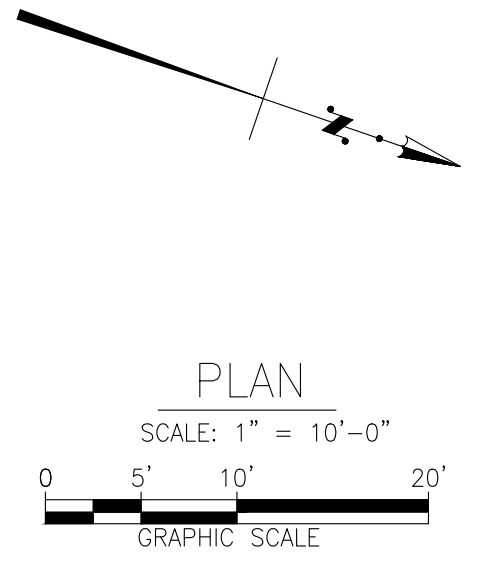 N
PLAN
SCALE: 1" = 10'-0"
0 5' 10' 20'
GRAPHIC SCALE